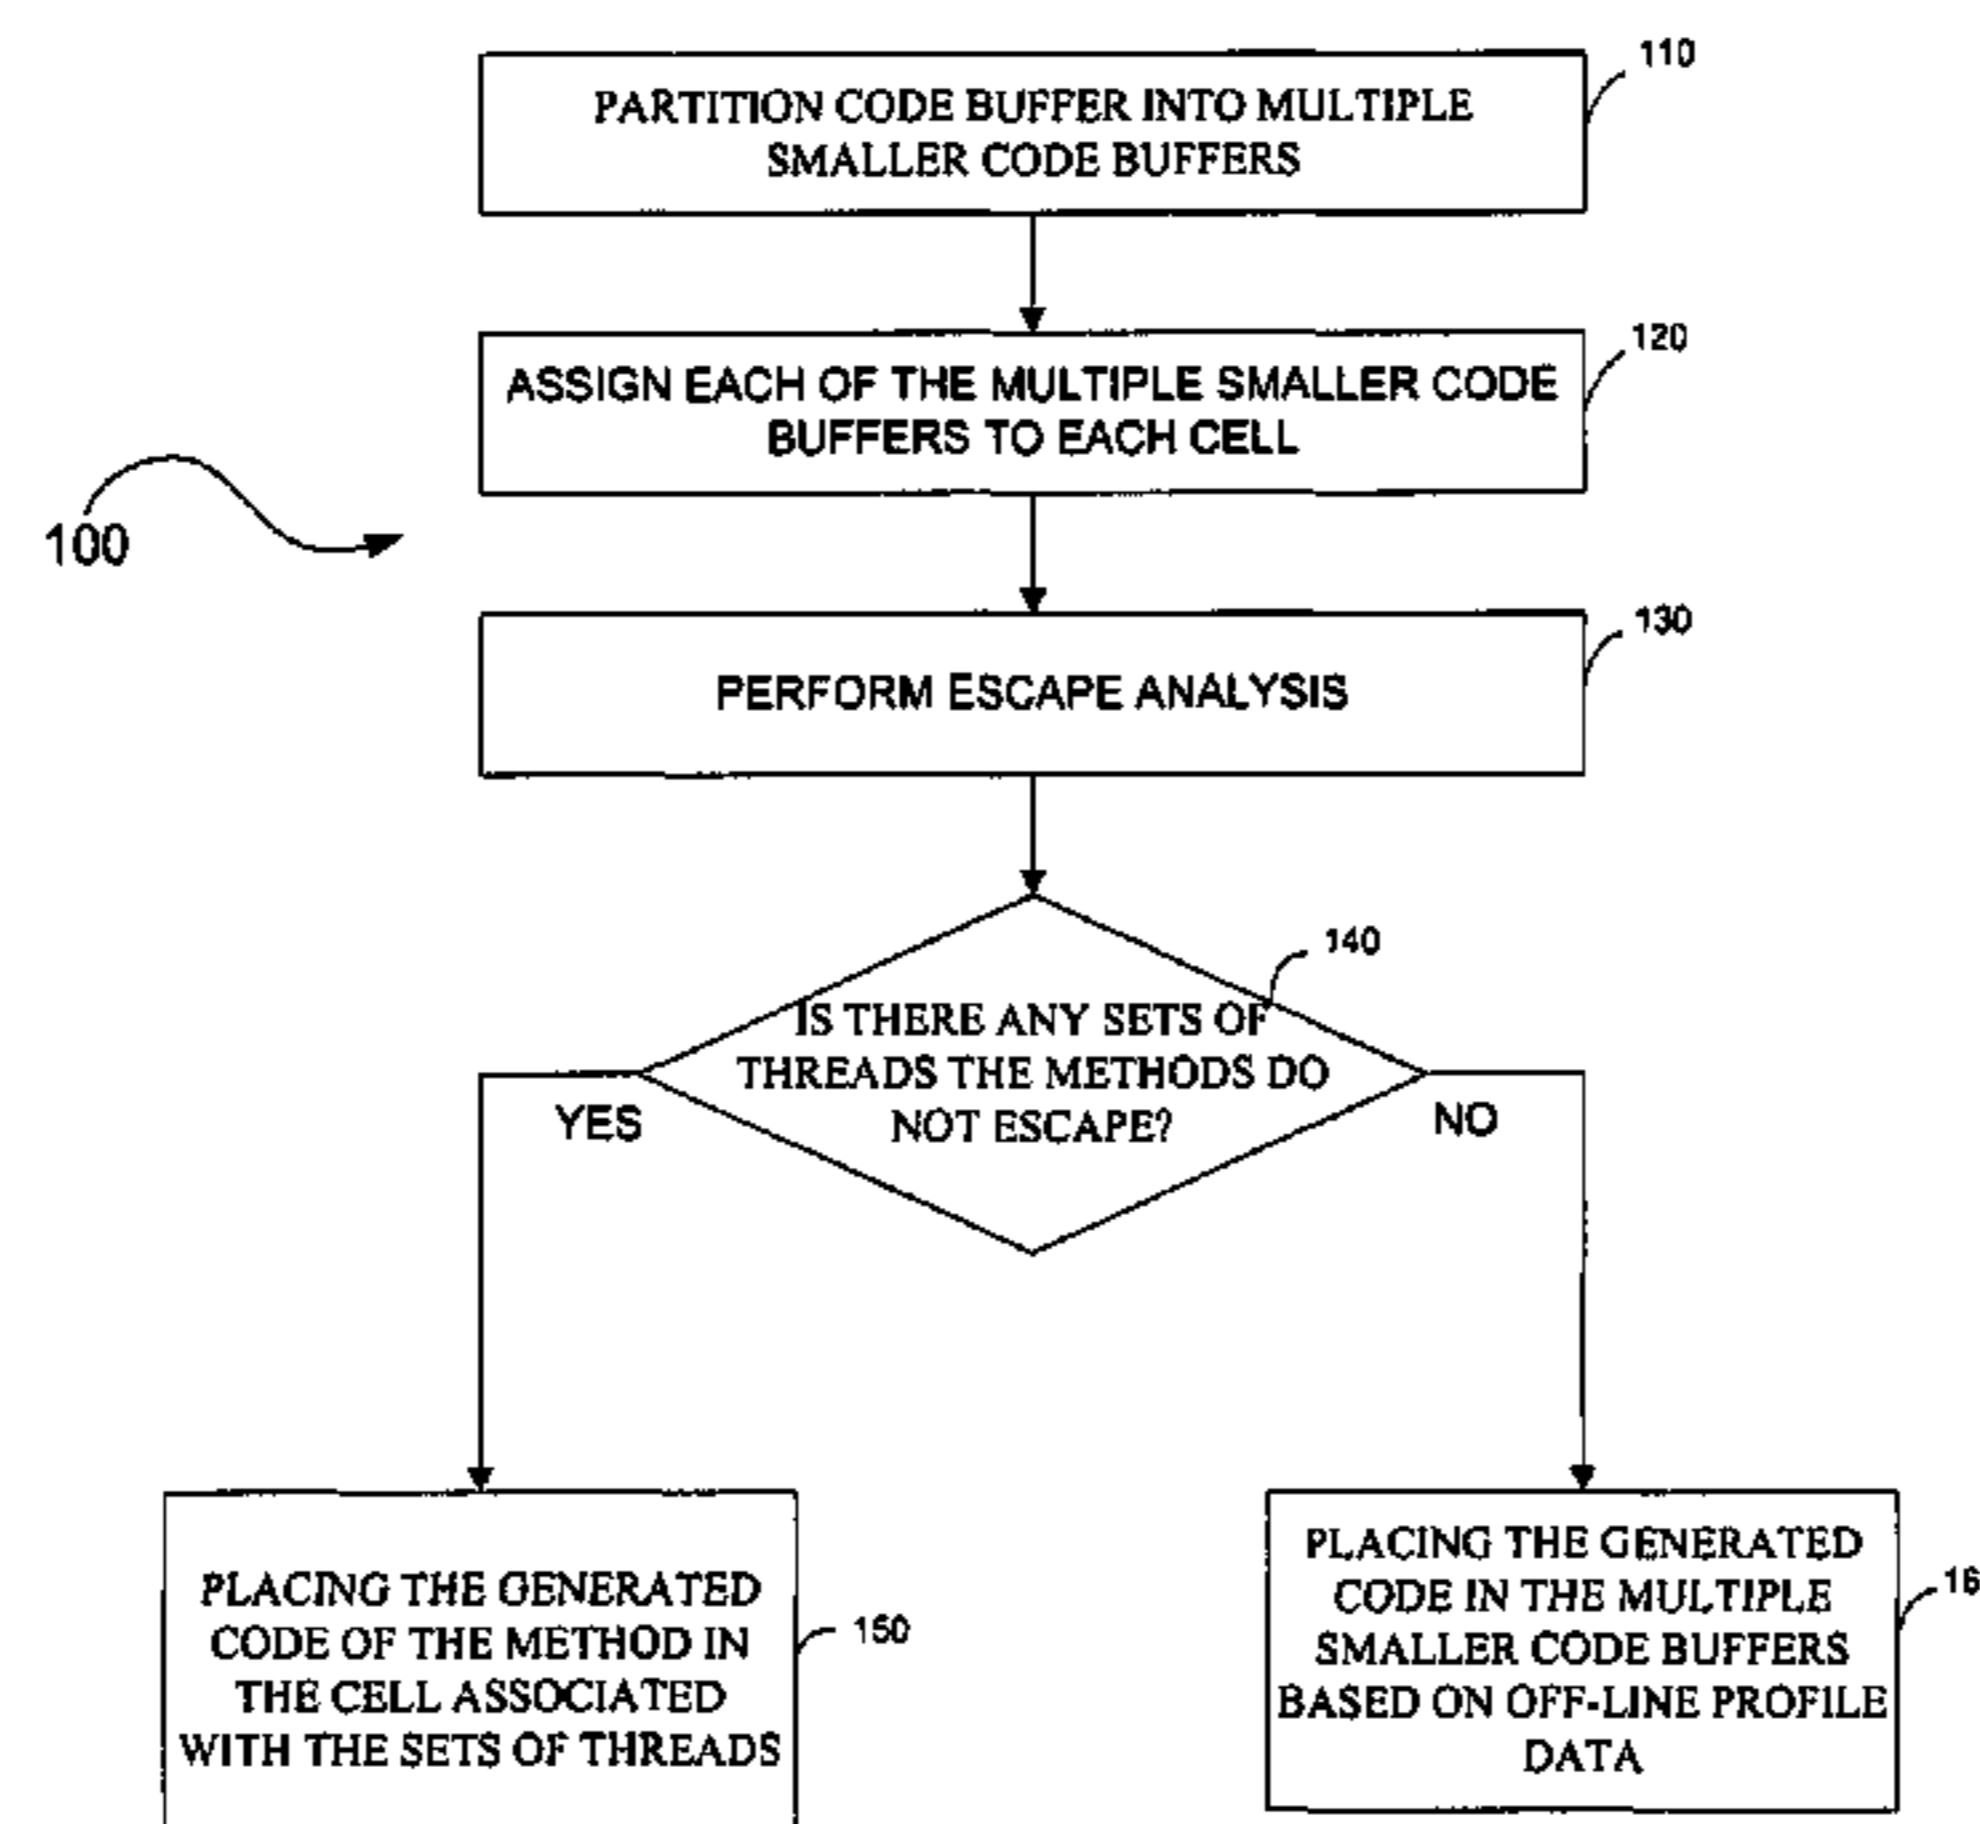 110
PARTITION CODE BUFFER INTO MULTIPLE
SMALLER CODE BUFFERS
120
ASSIGN EACH OF THE MULTIPLE SMALLER CODE
BUFFERS TO EACH CELL
100
130
PERFORM ESCAPE ANALYSIS
140
IS THERE ANY SETS OF
THREADS THE METHODS DO
NOT ESCAPE?
YES
NO
PLACING THE GENERATED
CODE OF THE METHOD IN
THE CELL ASSOCIATED
WITH THE SETS OF THREADS
150
PLACING THE GENERATED
CODE IN THE MULTIPLE
SMALLER CODE BUFFERS
BASED ON OFF-LINE PROFILE
DATA
16